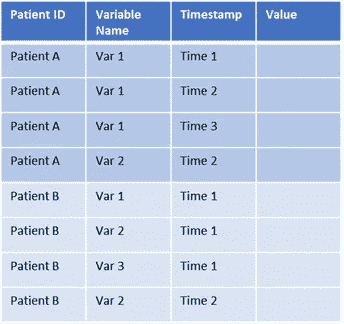 Patient ID Variable Name Timestamp Value
Patient A Var 1 Time 1
Patient A Var 1 Time 2
Patient A Var 1 Time 3
Patient A Var 2 Time 2
Patient B Var 1 Time 1
Patient B Var 2 Time 1
Patient B Var 3 Time 1
Patient B Var 2 Time 2